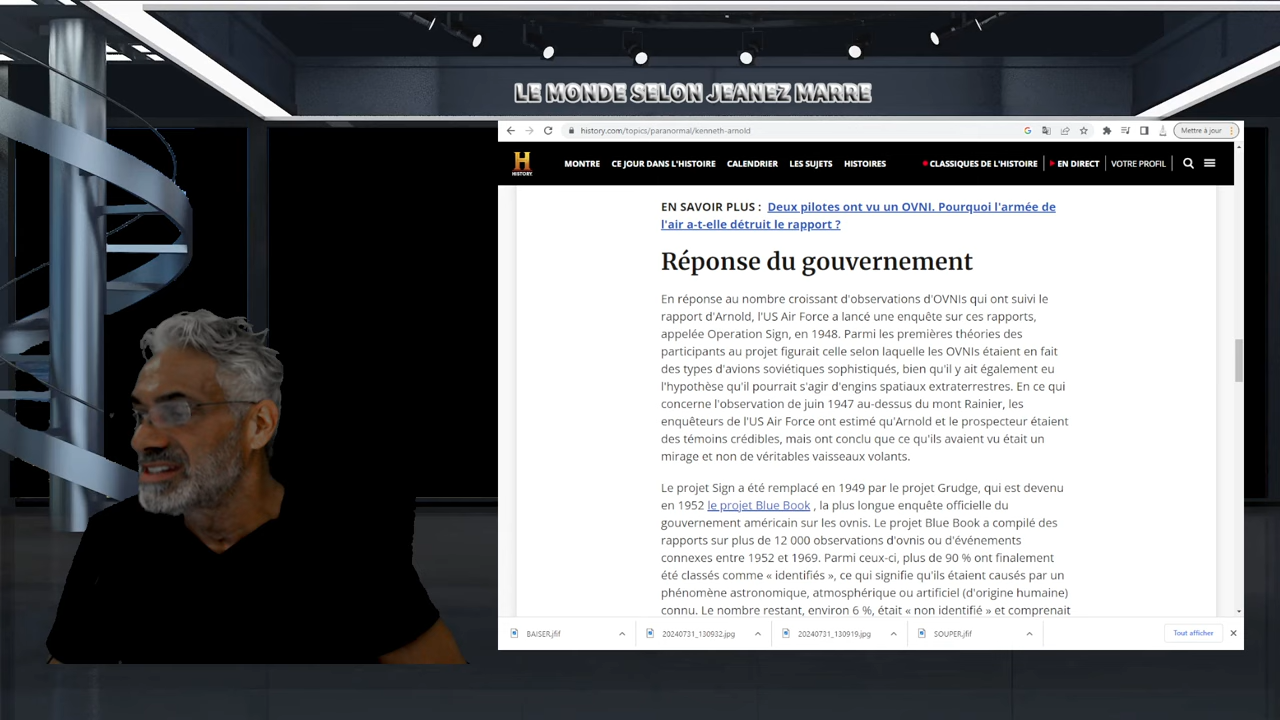 LE MONDE SELON JEANEZ MARRE
history.com/topics/paranormal/kenneth-arnold
Mettre à jour
H
HISTORY.
MONTRE CE JOUR DANS L'HISTOIRE CALENDRIER LES SUJETS HISTOIRES CLASSIQUES DE L'HISTOIRE EN DIRECT VOTRE PROFIL
EN SAVOIR PLUS : Deux pilotes ont vu un OVNI. Pourquoi l'armée de
l'air a-t-elle détruit le rapport ?
Réponse du gouvernement
En réponse au nombre croissant d'observations d'OVNIs qui ont suivi le
rapport d'Arnold, l'US Air Force a lancé une enquête sur ces rapports,
appelée Operation Sign, en 1948. Parmi les premières théories des
participants au projet figurait celle selon laquelle les OVNIs étaient en fait
des types d'avions soviétiques sophistiqués, bien qu'il y ait également eu
l'hypothèse qu'il pourrait s'agir d'engins spatiaux extraterrestres. En ce qui
concerne l'observation de juin 1947 au-dessus du mont Rainier, les
enquêteurs de l'US Air Force ont estimé qu'Arnold et le prospecteur étaient
des témoins crédibles, mais ont conclu que ce qu'ils avaient vu était un
mirage et non de véritables vaisseaux volants.
Le projet Sign a été remplacé en 1949 par le projet Grudge, qui est devenu
en 1952 le projet Blue Book , la plus longue enquête officielle du
gouvernement américain sur les ovnis. Le projet Blue Book a compilé des
rapports sur plus de 12 000 observations d'ovnis ou d'événements
connexes entre 1952 et 1969. Parmi ceux-ci, plus de 90 % ont finalement
été classés comme « identifiés », ce qui signifie qu'ils étaient causés par un
phénomène astronomique, atmosphérique ou artificiel (d'origine humaine)
connu. Le nombre restant, environ 6 %, était « non identifié » et comprenait
BAISER.jfif 20240731_130932.jpg 20240731_130919.jpg SOUPER.jfif Tout afficher